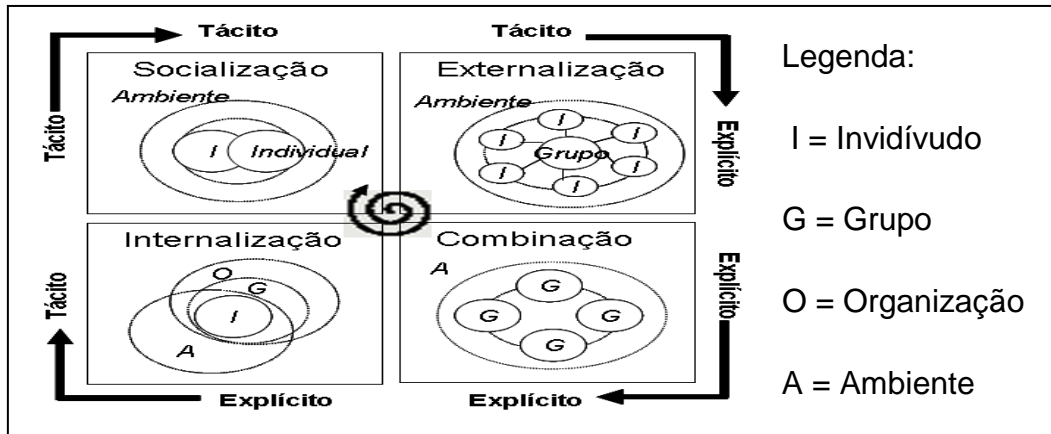 Tácito
Tácito
Tácito
Socialização
Ambiente
I
Individual
Externalização
Ambiente
I
I
I
Grupo
I
I
I
Explícito
Legenda:
I = Invidívudo
G = Grupo
O = Organização
A = Ambiente
Tácito
Internalização
O
G
I
A
Combinação
A
G
G
G
G
Explícito
Explícito
Explícito